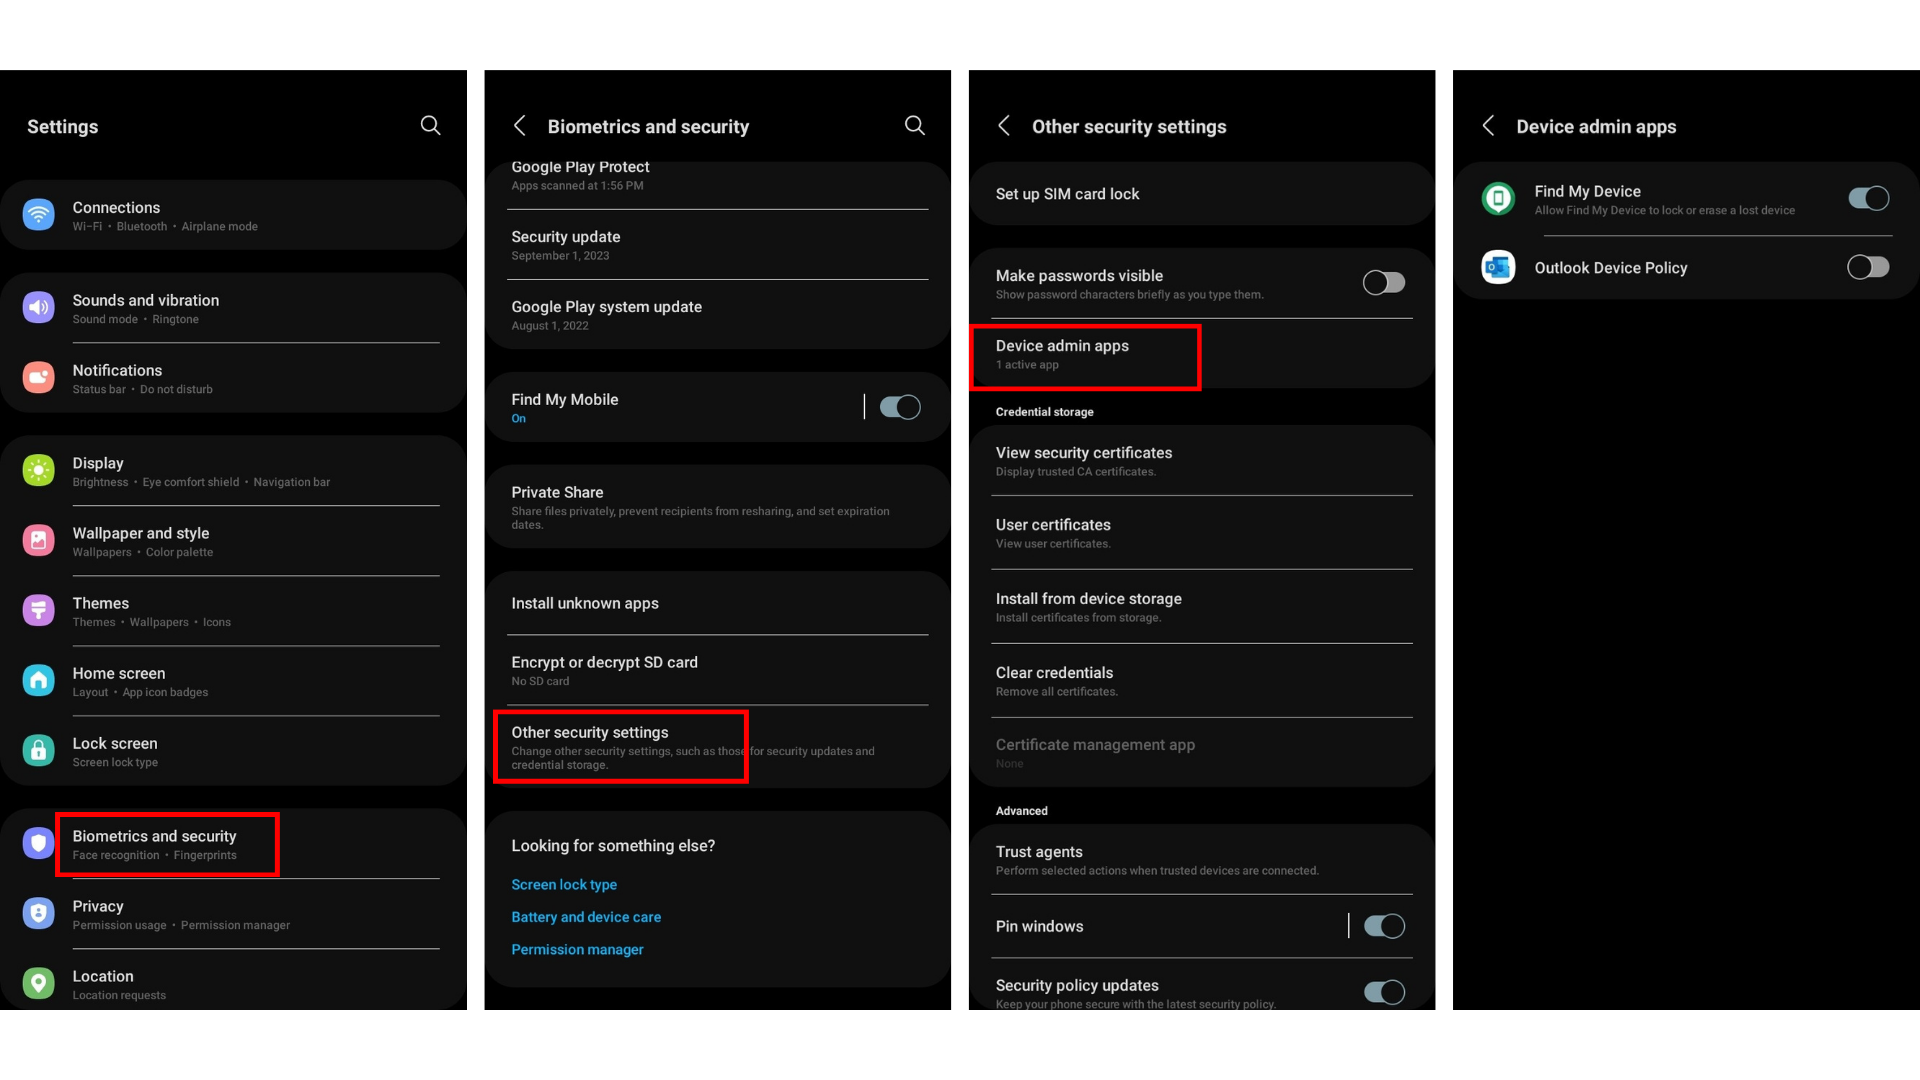 Settings
Connections
Wi-Fi • Bluetooth • Airplane mode
Sounds and vibration
Sound mode • Ringtone
Notifications
Status bar • Do not disturb
Display
Brightness • Eye comfort shield • Navigation bar
Wallpaper and style
Wallpapers • Color palette
Themes
Themes • Wallpapers • Icons
Home screen
Layout • App icon badges
Lock screen
Screen lock type
Biometrics and security
Face recognition • Fingerprints
Privacy
Permission usage • Permission manager
Location
Location requests
Biometrics and security
Google Play Protect
Apps scanned at 1:56 PM
Security update
September 1, 2023
Google Play system update
August 1, 2022
Find My Mobile
On
Private Share
Share files privately, prevent recipients from resharing, and set expiration
dates.
Install unknown apps
Encrypt or decrypt SD card
No SD card
Other security settings
Change other security settings, such as those for security updates and
credential storage.
Looking for something else?
Screen lock type
Battery and device care
Permission manager
Other security settings
Set up SIM card lock
Make passwords visible
Show password characters briefly as you type them.
Device admin apps
1 active app
Credential storage
View security certificates
Display trusted CA certificates.
User certificates
View user certificates.
Install from device storage
Install certificates from storage.
Clear credentials
Remove all certificates.
Certificate management app
None
Advanced
Trust agents
Perform selected actions when trusted devices are connected.
Pin windows
Security policy updates
Keep your phone secure with the latest security policy.
Device admin apps
Find My Device
Allow Find My Device to lock or erase a lost device
Outlook Device Policy